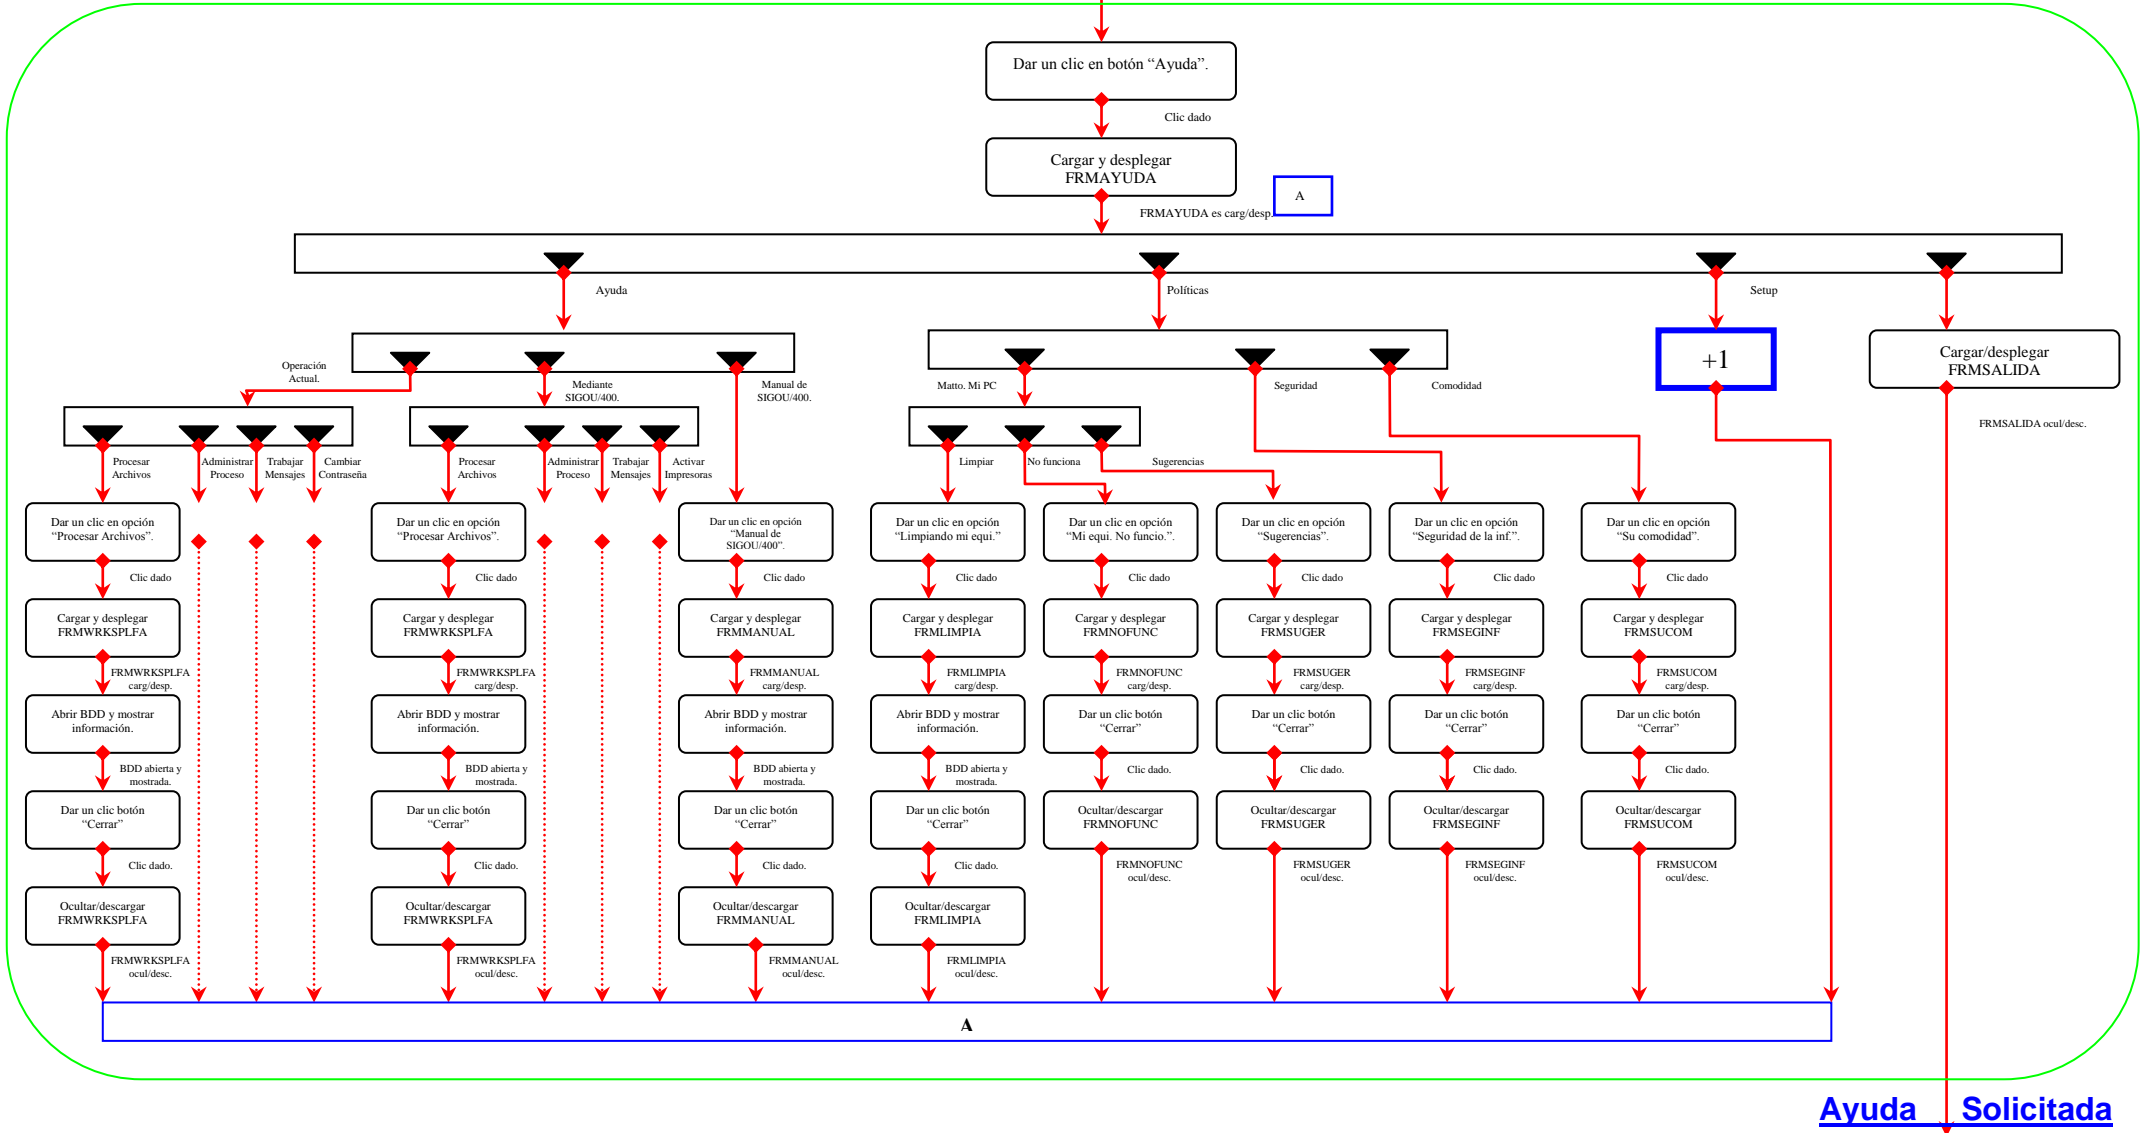 Dar un clic en botón “Ayuda”.
Clic dado
Cargar y desplegar
FRMAYUDA
A
FRMAYUDA es carg/desp.
Ayuda
Políticas
Setup
Operación
Actual.
Mediante
SIGOU/400.
Manual de
SIGOU/400.
Matto. Mi PC
Seguridad
Comodidad
+1
Cargar/desplegar
FRMSALIDA
FRMSALIDA ocul/desc.
Procesar
Archivos
Administrar
Proceso
Trabajar
Mensajes
Cambiar
Contraseña
Procesar
Archivos
Administrar
Proceso
Trabajar
Mensajes
Activar
Impresoras
Limpiar
No funciona
Sugerencias
Dar un clic en opción
“Procesar Archivos”.
Dar un clic en opción
“Procesar Archivos”.
Dar un clic en opción
“Manual de
SIGOU/400”.
Dar un clic en opción
“Limpiando mi equi.”
Dar un clic en opción
“Mi equi. No funcio.”.
Dar un clic en opción
“Sugerencias”.
Dar un clic en opción
“Seguridad de la inf.”.
Dar un clic en opción
“Su comodidad”.
Clic dado
Clic dado
Clic dado
Clic dado
Clic dado
Clic dado
Clic dado
Clic dado
Cargar y desplegar
FRMWRKSPLFA
Cargar y desplegar
FRMWRKSPLFA
Cargar y desplegar
FRMMANUAL
Cargar y desplegar
FRMLIMPIA
Cargar y desplegar
FRMNOFUNC
Cargar y desplegar
FRMSUGER
Cargar y desplegar
FRMSEGINF
Cargar y desplegar
FRMSUCOM
FRMWRKSPLFA
carg/desp.
FRMWRKSPLFA
carg/desp.
FRMMANUAL
carg/desp.
FRMLIMPIA
carg/desp.
FRMNOFUNC
carg/desp.
FRMSUGER
carg/desp.
FRMSEGINF
carg/desp.
FRMSUCOM
carg/desp.
Abrir BDD y mostrar
información.
Abrir BDD y mostrar
información.
Abrir BDD y mostrar
información.
Abrir BDD y mostrar
información.
Dar un clic botón
“Cerrar”
Dar un clic botón
“Cerrar”
Dar un clic botón
“Cerrar”
Dar un clic botón
“Cerrar”
BDD abierta y
mostrada.
BDD abierta y
mostrada.
BDD abierta y
mostrada.
BDD abierta y
mostrada.
Clic dado.
Clic dado.
Clic dado.
Clic dado.
Dar un clic botón
“Cerrar”
Dar un clic botón
“Cerrar”
Dar un clic botón
“Cerrar”
Dar un clic botón
“Cerrar”
Ocultar/descargar
FRMNOFUNC
Ocultar/descargar
FRMSUGER
Ocultar/descargar
FRMSEGINF
Ocultar/descargar
FRMSUCOM
Clic dado.
Clic dado.
Clic dado.
Clic dado.
FRMNOFUNC
ocul/desc.
FRMSUGER
ocul/desc.
FRMSEGINF
ocul/desc.
FRMSUCOM
ocul/desc.
Ocultar/descargar
FRMWRKSPLFA
Ocultar/descargar
FRMWRKSPLFA
Ocultar/descargar
FRMMANUAL
Ocultar/descargar
FRMLIMPIA
FRMWRKSPLFA
ocul/desc.
FRMWRKSPLFA
ocul/desc.
FRMMANUAL
ocul/desc.
FRMLIMPIA
ocul/desc.
A
Ayuda Solicitada